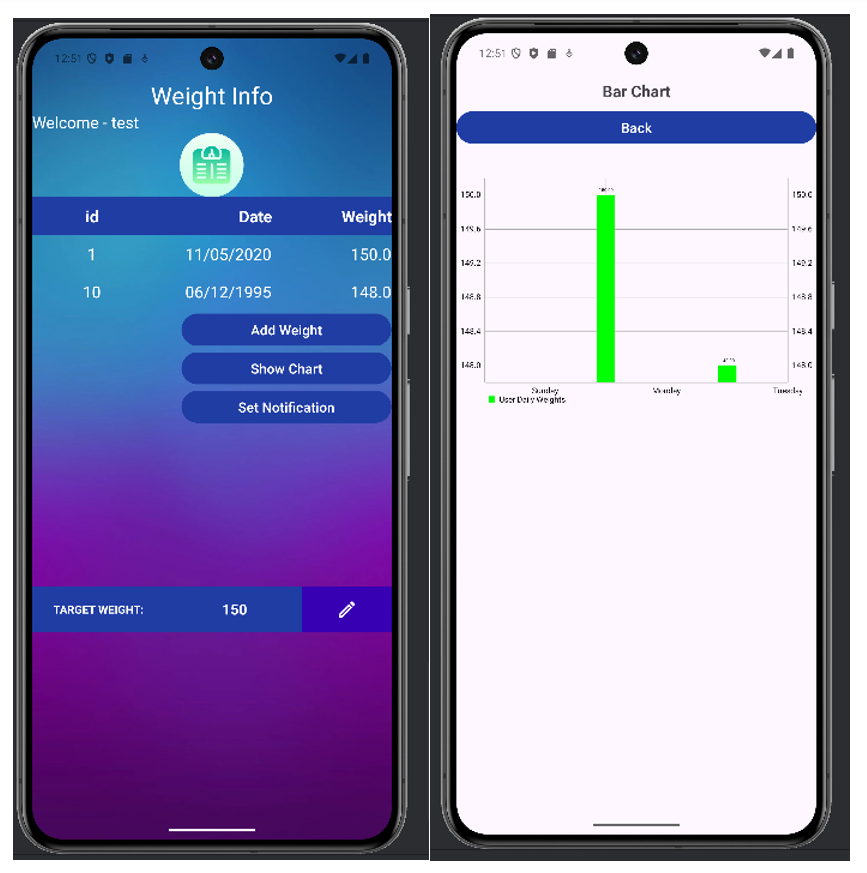 12:51
Weight Info
Welcome - test
id Date Weight
1 11/05/2020 150.0
10 06/12/1995 148.0
Add Weight
Show Chart
Set Notification
TARGET WEIGHT: 150
12:51
Bar Chart
Back
150.0 150.0
149.6 149.6
149.2 149.2
148.8 148.8
148.4 148.4
148.0 148.0
Sunday Monday Tuesday
User Daily Weights